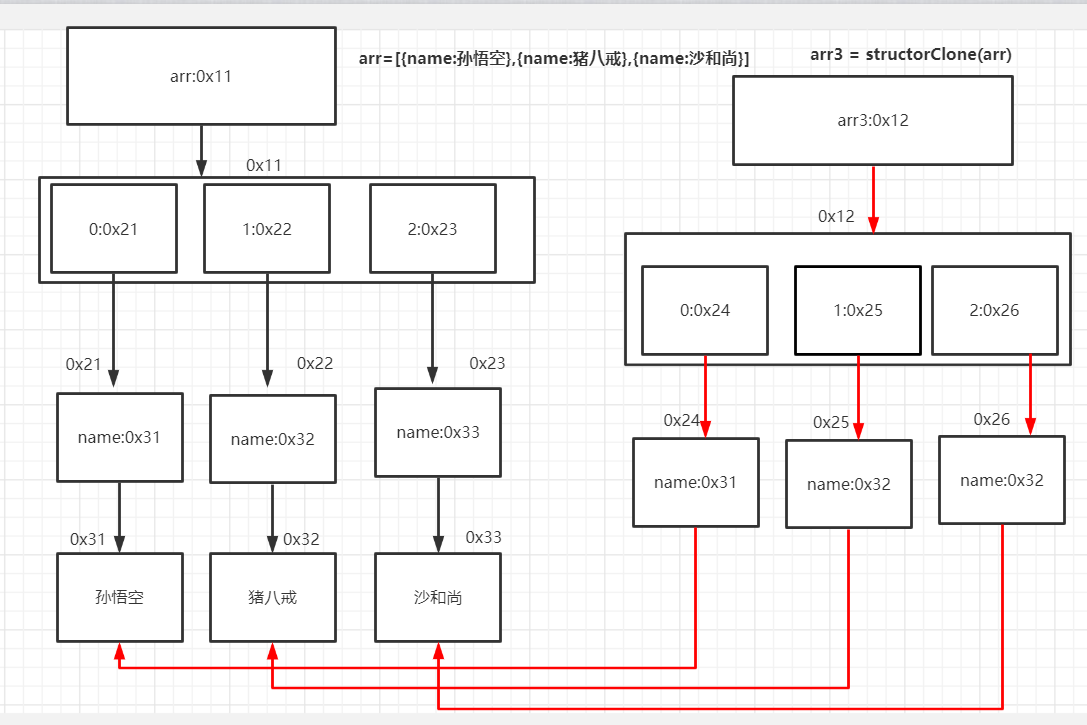 arr:0x11
arr=[{name:孙悟空},{name:猪八戒},{name:沙和尚}]
arr3 = structorClone(arr)
arr3:0x12
0x11
0:0x21
1:0x22
2:0x23
0x12
0:0x24
1:0x25
2:0x26
0x21
0x22
0x23
name:0x31
name:0x32
name:0x33
0x24
0x25
0x26
name:0x31
name:0x32
name:0x32
0x31
0x32
0x33
孙悟空
猪八戒
沙和尚